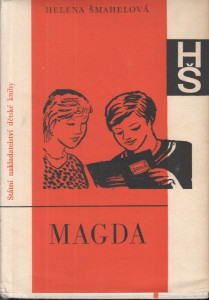 HELENA ŠMAHELOVÁ
HŠ
Státní nakladatelství dětské knihy
MAGDA